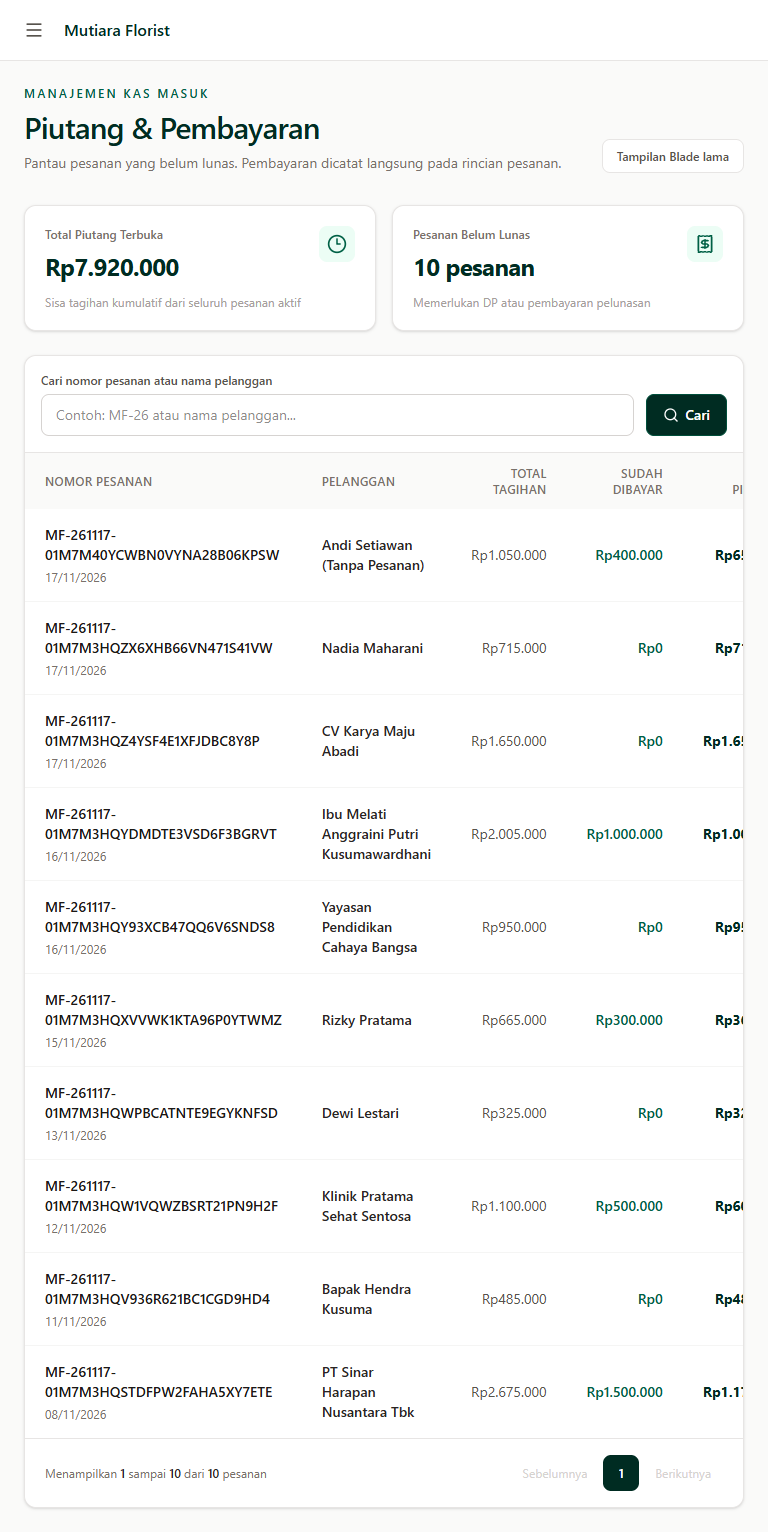 Mutiara Florist
MANAJEMEN KAS MASUK
Piutang & Pembayaran
Pantau pesanan yang belum lunas. Pembayaran dicatat langsung pada rincian pesanan.
Tampilan Blade lama
Total Piutang Terbuka
Rp7.920.000
Sisa tagihan kumulatif dari seluruh pesanan aktif
Pesanan Belum Lunas
10 pesanan
Memerlukan DP atau pembayaran pelunasan
Cari nomor pesanan atau nama pelanggan
Contoh: MF-26 atau nama pelanggan...
Cari
NOMOR PESANAN
PELANGGAN
TOTAL
TAGIHAN
SUDAH
DIBAYAR
MF-261117-
01M7M40YCWBN0VYNA28B06KPSW
17/11/2026
Andi Setiawan
(Tanpa Pesanan)
Rp1.050.000
Rp400.000
MF-261117-
01M7M3HQZX6XHB66VN471S41VW
17/11/2026
Nadia Maharani
Rp715.000
Rp0
MF-261117-
01M7M3HQZ4YSF4E1XFJDBC8Y8P
17/11/2026
CV Karya Maju
Abadi
Rp1.650.000
Rp0
MF-261117-
01M7M3HQYDMDTE3VSD6F3BGRVT
16/11/2026
Ibu Melati
Anggraini Putri
Kusumawardhani
Rp2.005.000
Rp1.000.000
MF-261117-
01M7M3HQY93XCB47QQ6V6SNDS8
16/11/2026
Yayasan
Pendidikan
Cahaya Bangsa
Rp950.000
Rp0
MF-261117-
01M7M3HQXVVWK1KTA96P0YTWMZ
15/11/2026
Rizky Pratama
Rp665.000
Rp300.000
MF-261117-
01M7M3HQWPBCATNTE9EGYKNFSD
13/11/2026
Dewi Lestari
Rp325.000
Rp0
MF-261117-
01M7M3HQW1VQWZBSRT21PN9H2F
12/11/2026
Klinik Pratama
Sehat Sentosa
Rp1.100.000
Rp500.000
MF-261117-
01M7M3HQV936R621BC1CGD9HD4
11/11/2026
Bapak Hendra
Kusuma
Rp485.000
Rp0
MF-261117-
01M7M3HQSTDFPW2FAHA5XY7ETE
08/11/2026
PT Sinar
Harapan
Nusantara Tbk
Rp2.675.000
Rp1.500.000
Menampilkan 1 sampai 10 dari 10 pesanan
Sebelumnya
1
Berikutnya